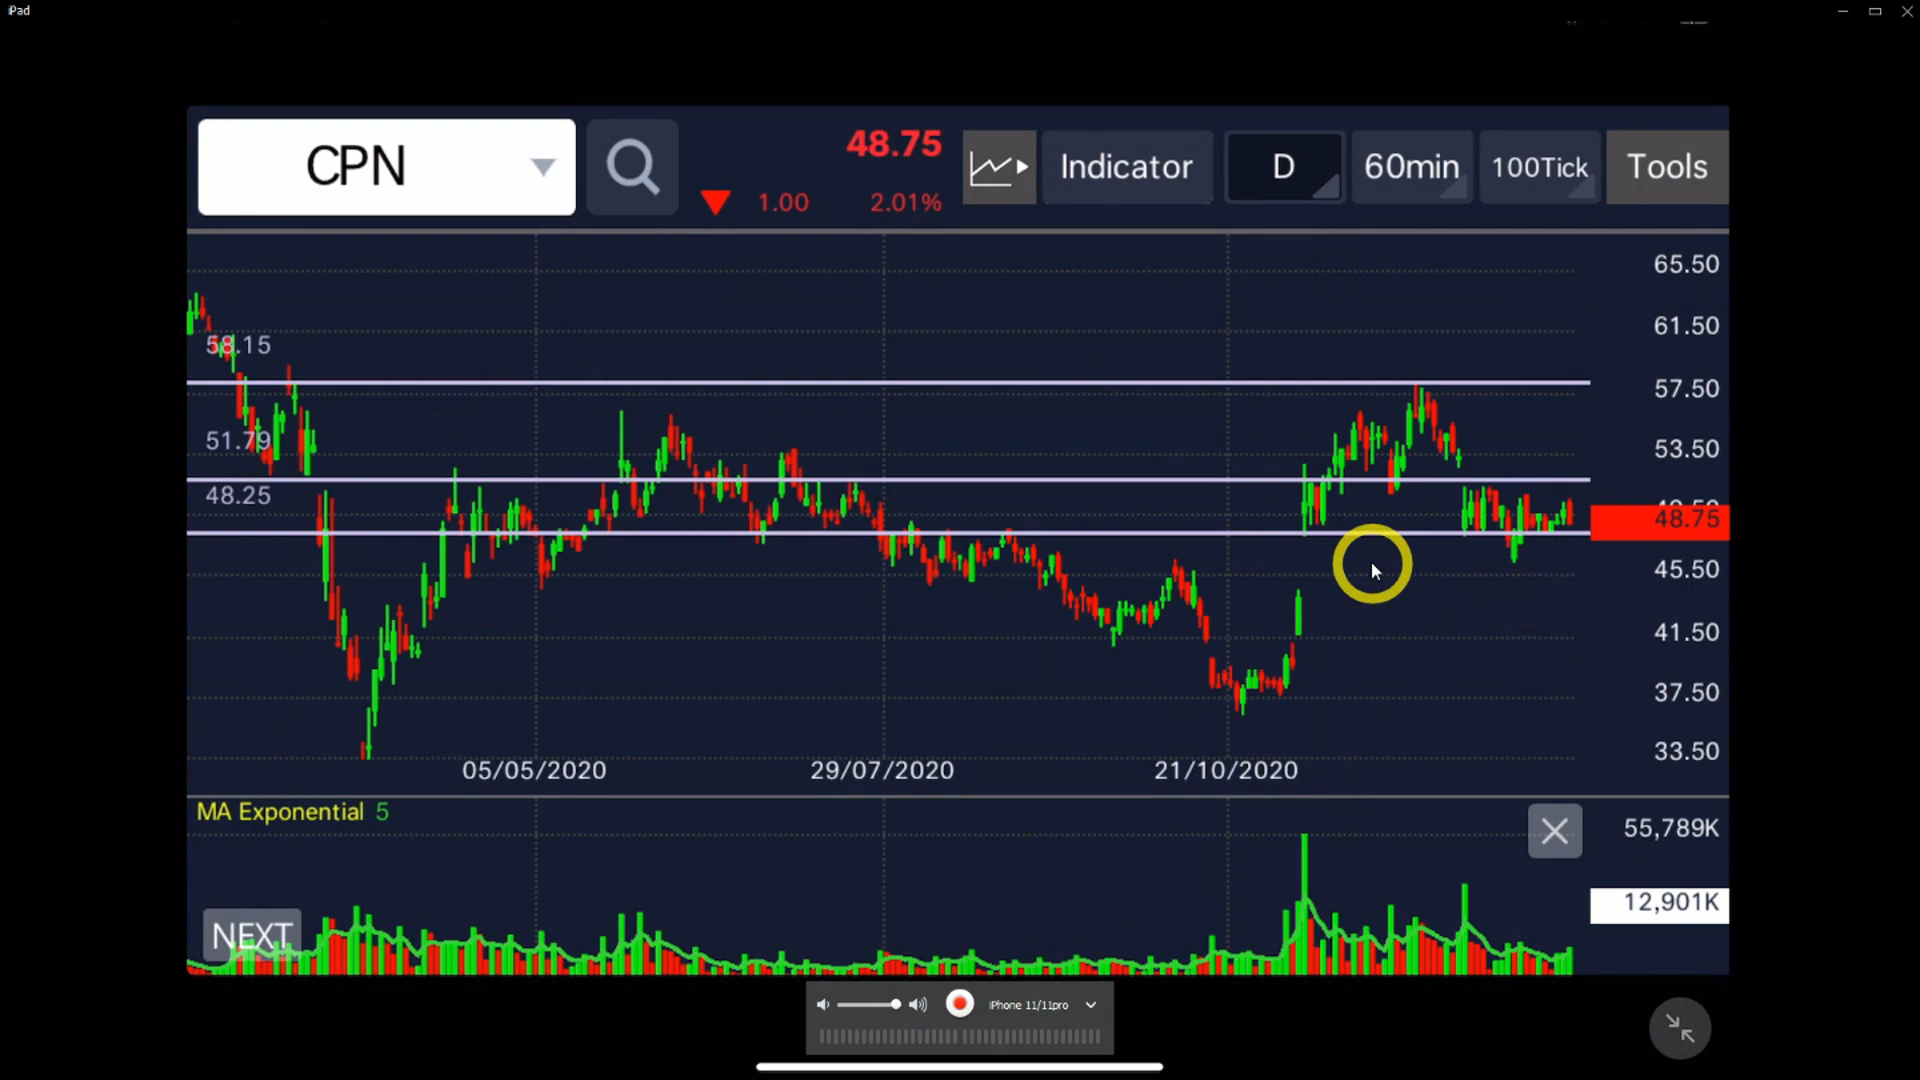 iPad
CPN
48.75
1.00 2.01%
Indicator
D
60min
100Tick
Tools
65.50
61.50
58.15
57.50
51.79
53.50
48.25
48.75
45.50
41.50
37.50
33.50
05/05/2020 29/07/2020 21/10/2020
MA Exponential 5
55,789K
12,901K
NEXT
iPhone 11/11pro